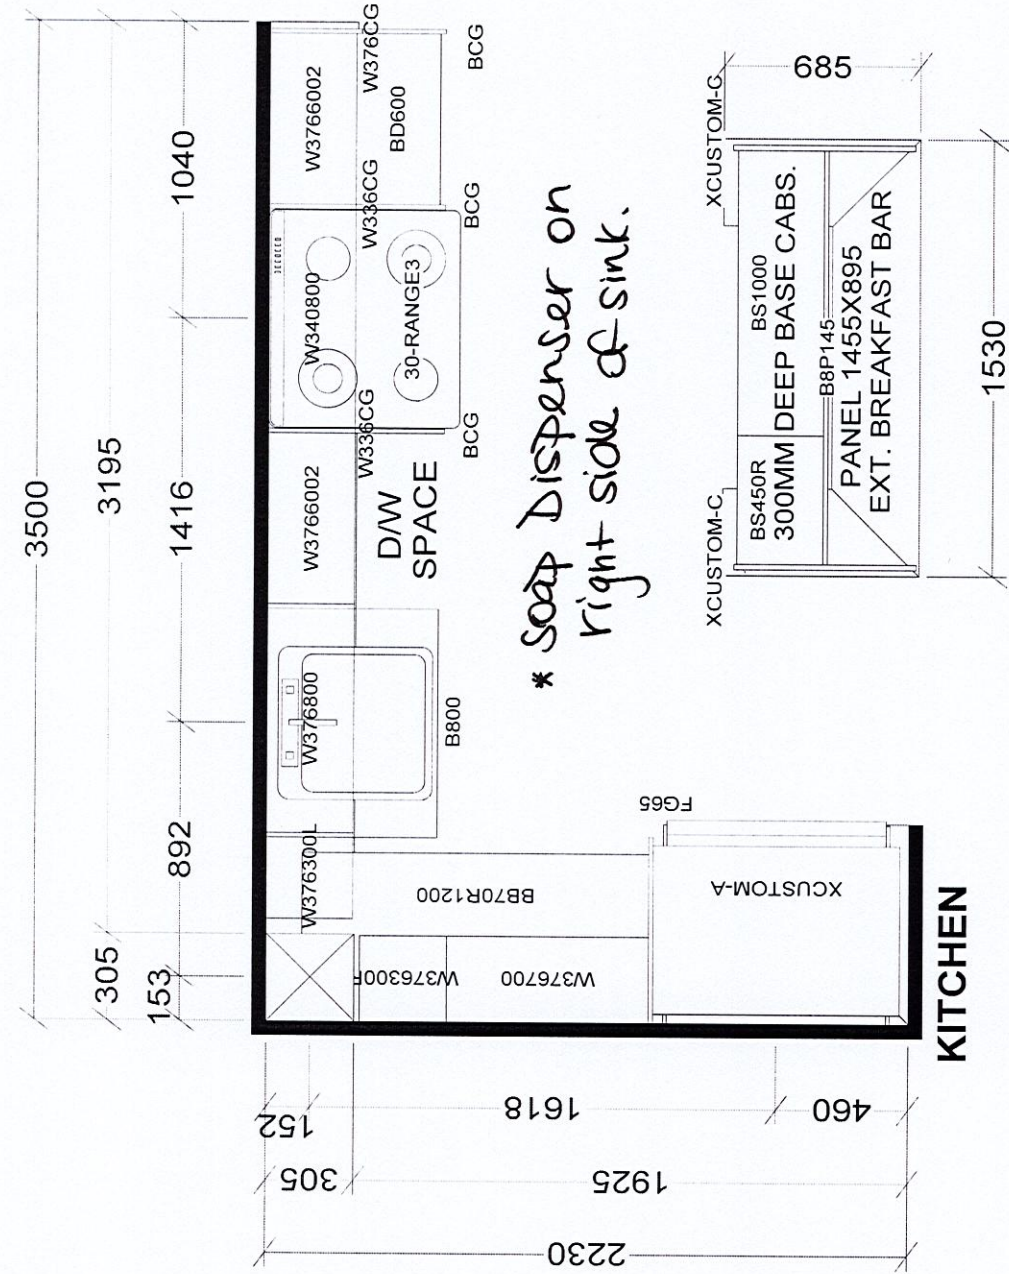 3500
305
3195
153
892
1416
1040
W376300L
W376800
W3766002
W340800
W3766002
W336CG
W336CG
W376CG
30-RANGE3
BD600
B800
D/W
SPACE
BCG
BCG
BCG
* Soap Dispenser on
right side of sink.
152
305
2230
1618
1925
460
W376300R
W376700
BB70R1200
FG65
XCUSTOM-A
XCUSTOM-C
XCUSTOM-C
BS450R
BS1000
300MM DEEP BASE CABS.
B8P145
PANEL 1455X895
EXT. BREAKFAST BAR
685
1530
KITCHEN